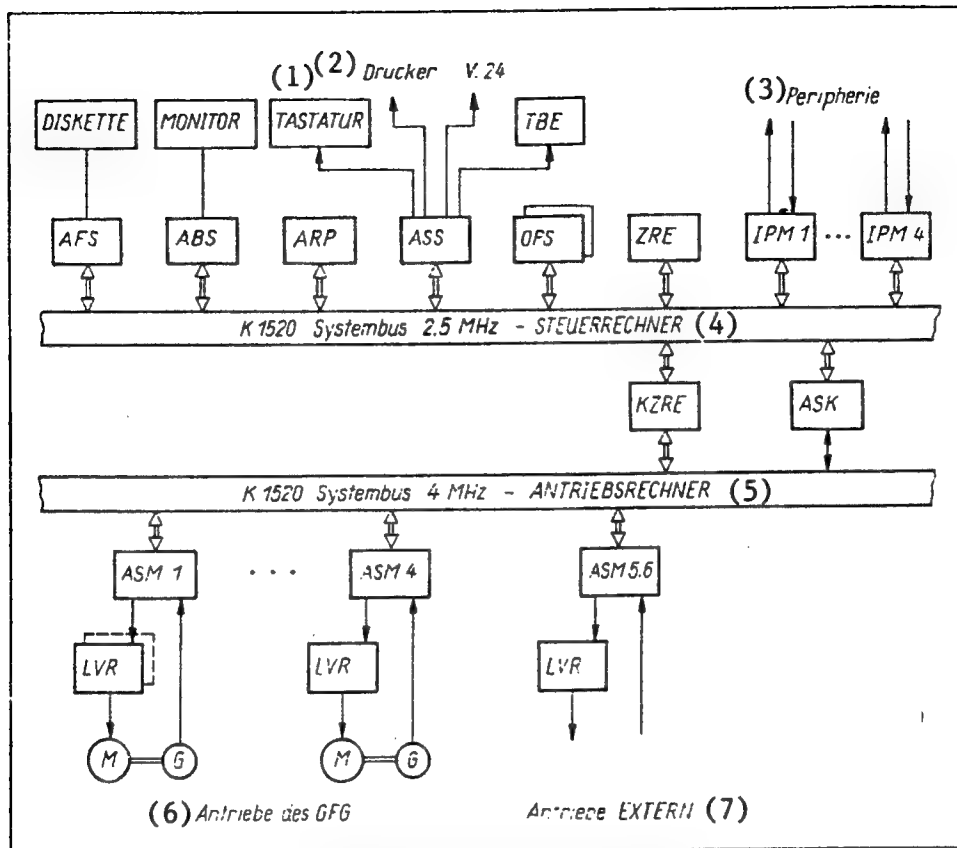 (1) (2) Drucker V. 24 (3) Peripherie
DISKETTE MONITOR TASTATUR TBE
AFS ABS ARP ASS OFS ZRE IPM 1 ... IPM 4
K 1520 Systembus 2.5 MHz - STEUERRECHNER (4)
KZRE ASK
K 1520 Systembus 4 MHz - ANTRIEBSRECHNER (5)
ASM 1 ... ASM 4 ASM 5.6
LVR LVR LVR
M G M G
(6) Antriebe des GFG Antriebe EXTERN (7)